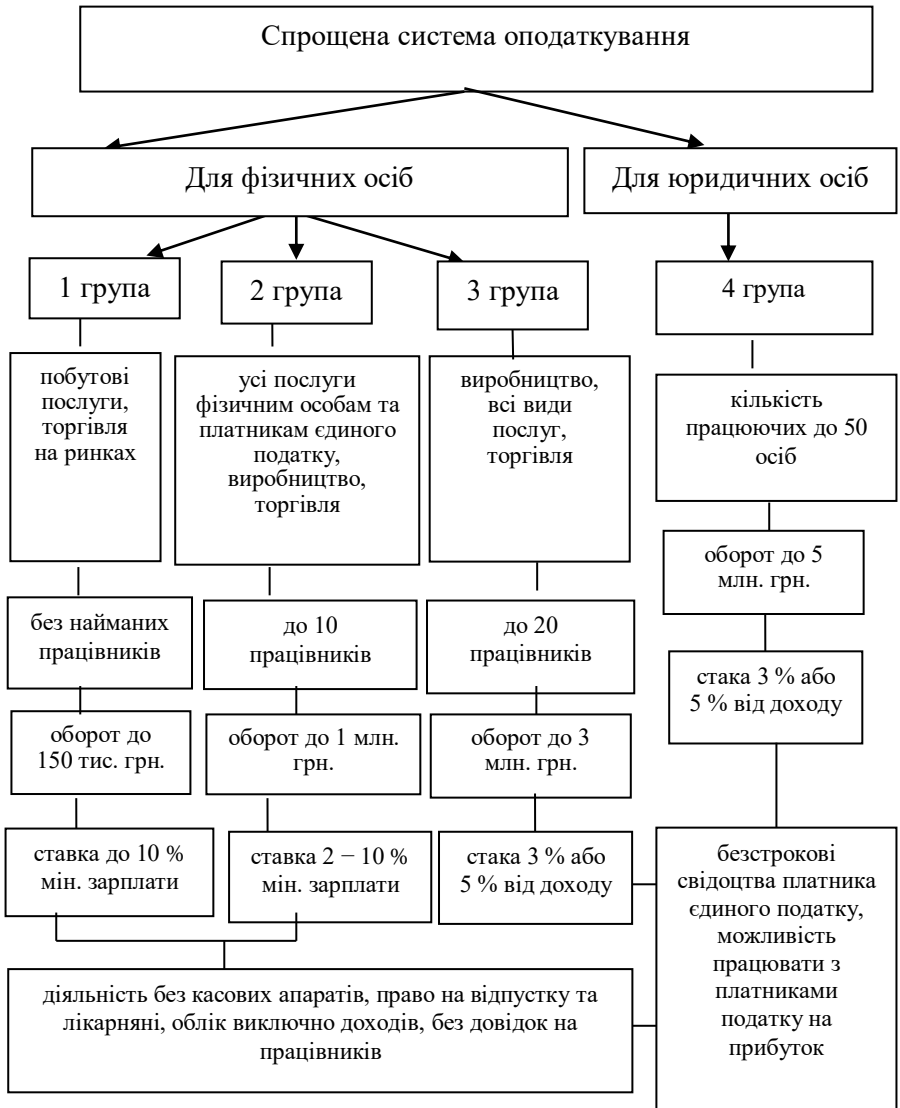 Спрощена система оподаткування
Для фізичних осіб
Для юридичних осіб
1 група
2 група
3 група
4 група
побутові
послуги,
торгівля
на ринках
усі послуги
фізичним особам та
платникам єдиного
податку,
виробництво,
торгівля
виробництво,
всі види
послуг,
торгівля
кількість
працюючих до 50
осіб
оборот до 5
млн. грн.
без найманих
працівників
до 10
працівників
до 20
працівників
стака 3 % або
5 % від доходу
оборот до
150 тис. грн.
оборот до 1 млн.
грн.
оборот до 3
млн. грн.
ставка до 10 %
мін. зарплати
ставка 2 − 10 %
мін. зарплати
стака 3 % або
5 % від доходу
безстрокові
свідоцтва платника
єдиного податку,
можливість
працювати з
платниками
податку на
прибуток
діяльність без касових апаратів, право на відпустку та
лікарняні, облік виключно доходів, без довідок на
працівників